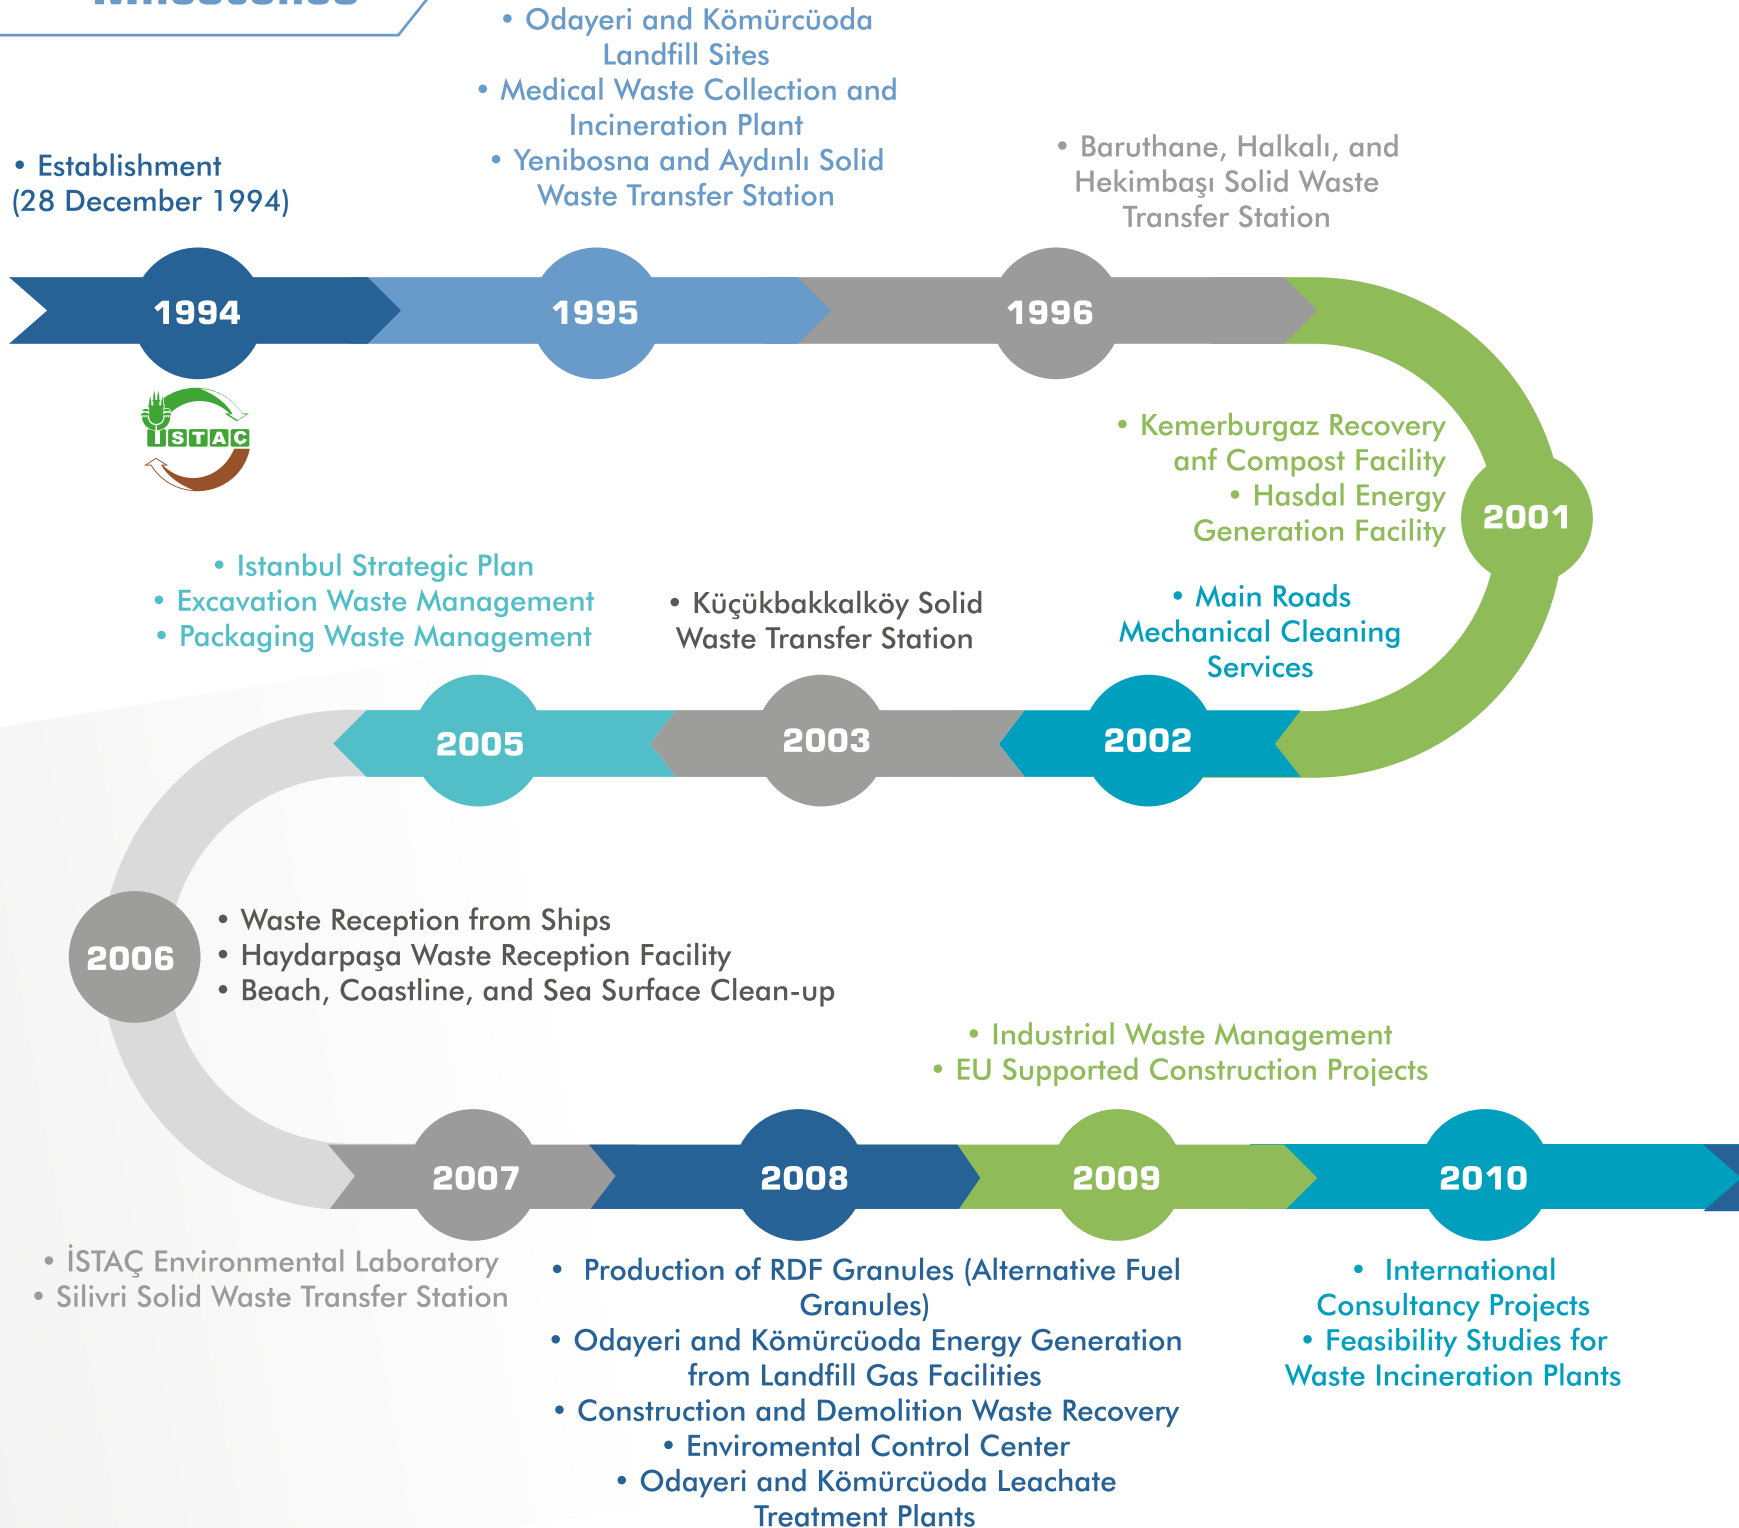 Milestones
• Establishment
(28 December 1994)
1994
İSTAÇ
• Odayeri and Kömürcüoda
Landfill Sites
• Medical Waste Collection and
Incineration Plant
• Yenibosna and Aydınlı Solid
Waste Transfer Station
1995
• Baruthane, Halkalı, and
Hekimbaşı Solid Waste
Transfer Station
1996
• Kemerburgaz Recovery
anf Compost Facility
• Hasdal Energy
Generation Facility
2001
• Main Roads
Mechanical Cleaning
Services
2002
• Küçükbakkalköy Solid
Waste Transfer Station
2003
• Istanbul Strategic Plan
• Excavation Waste Management
• Packaging Waste Management
2005
2006
• Waste Reception from Ships
• Haydarpaşa Waste Reception Facility
• Beach, Coastline, and Sea Surface Clean-up
2007
• İSTAÇ Environmental Laboratory
• Silivri Solid Waste Transfer Station
2008
• Production of RDF Granules (Alternative Fuel
Granules)
• Odayeri and Kömürcüoda Energy Generation
from Landfill Gas Facilities
• Construction and Demolition Waste Recovery
• Enviromental Control Center
• Odayeri and Kömürcüoda Leachate
Treatment Plants
• Industrial Waste Management
• EU Supported Construction Projects
2009
2010
• International
Consultancy Projects
• Feasibility Studies for
Waste Incineration Plants